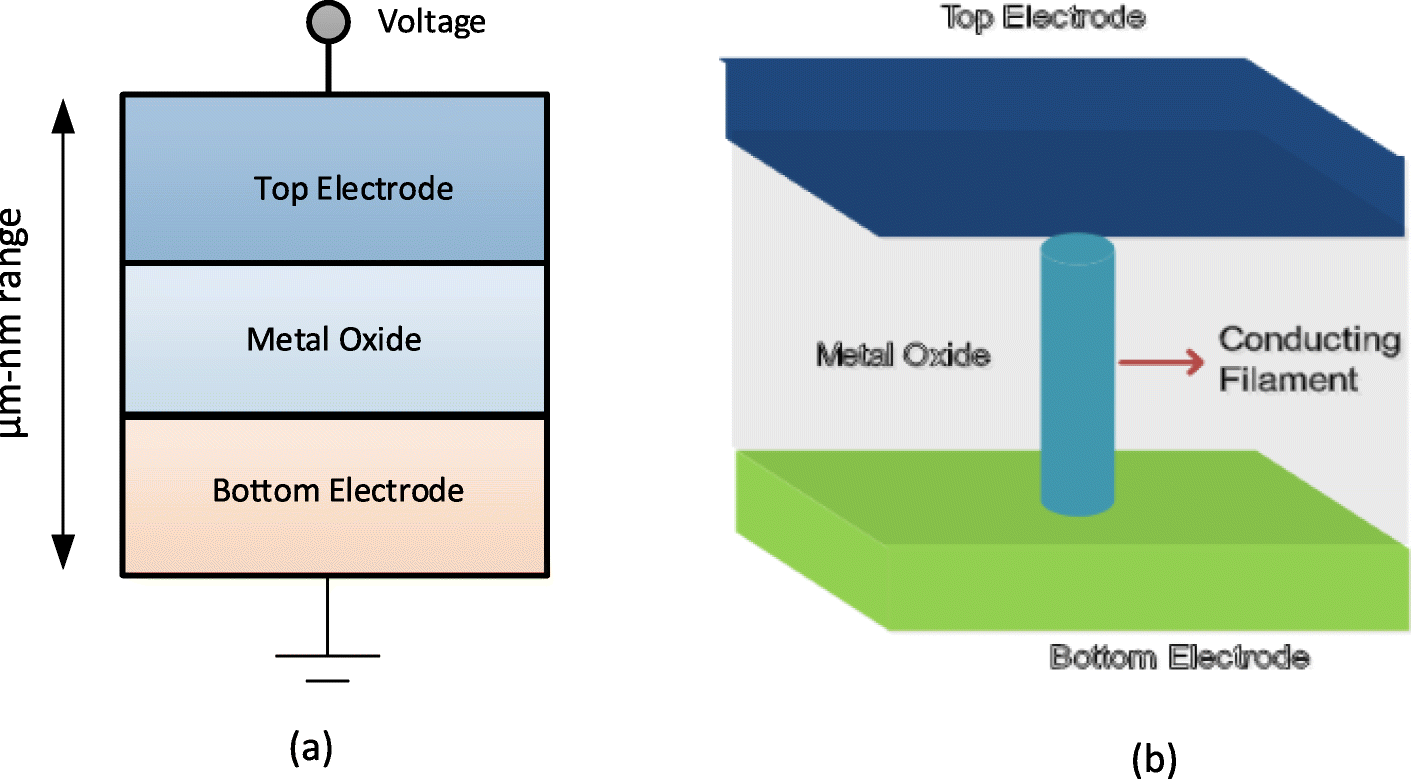 Voltage
Top Electrode
Metal Oxide
Bottom Electrode
µm-nm range
(a)
Top Electrode
Metal Oxide
Conducting
Filament
Bottom Electrode
(b)